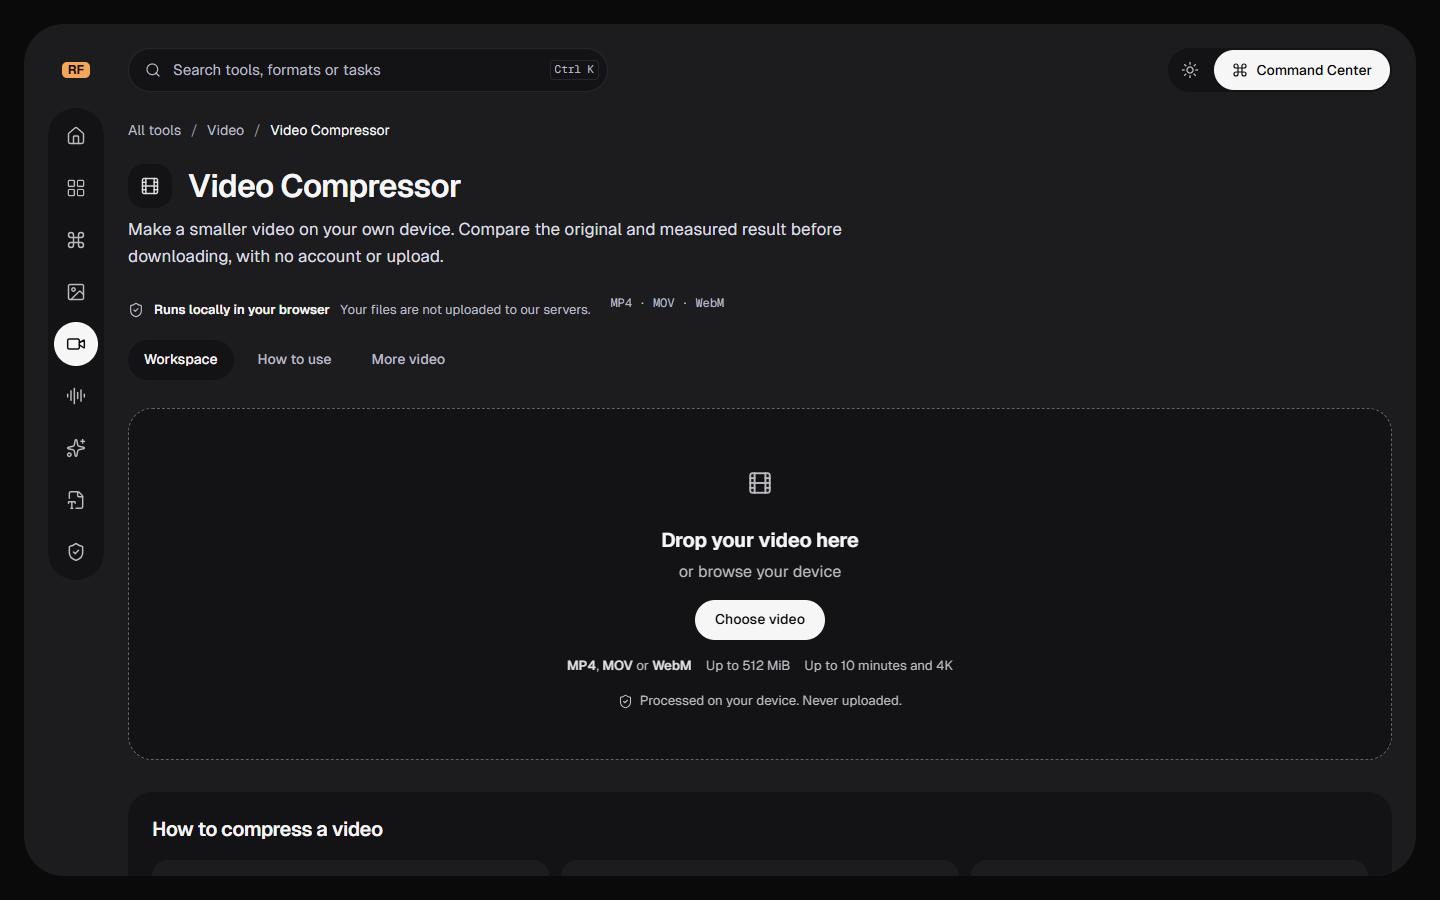 RF
Search tools, formats or tasks
Ctrl K
Command Center
All tools / Video / Video Compressor
Video Compressor
Make a smaller video on your own device. Compare the original and measured result before
downloading, with no account or upload.
Runs locally in your browser Your files are not uploaded to our servers. MP4 · MOV · WebM
Workspace
How to use
More video
Drop your video here
or browse your device
Choose video
MP4, MOV or WebM Up to 512 MiB Up to 10 minutes and 4K
Processed on your device. Never uploaded.
How to compress a video